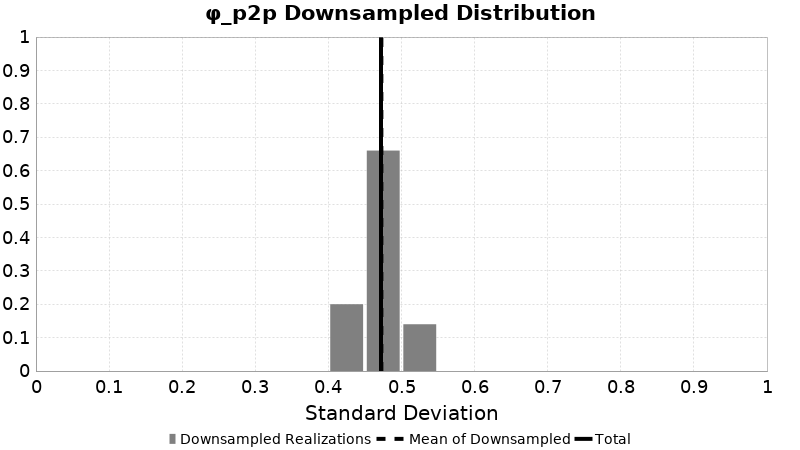 φ_p2p Downsampled Distribution
1
0.9
0.8
0.7
0.6
0.5
0.4
0.3
0.2
0.1
0
0 0.1 0.2 0.3 0.4 0.5 0.6 0.7 0.8 0.9 1
Standard Deviation
Downsampled Realizations Mean of Downsampled Total